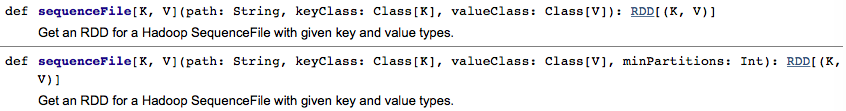 def sequenceFile[K, V](path: String, keyClass: Class[K], valueClass: Class[V]): RDD[(K, V)]
Get an RDD for a Hadoop SequenceFile with given key and value types.
def sequenceFile[K, V](path: String, keyClass: Class[K], valueClass: Class[V], minPartitions: Int): RDD[(K,
V)]
Get an RDD for a Hadoop SequenceFile with given key and value types.